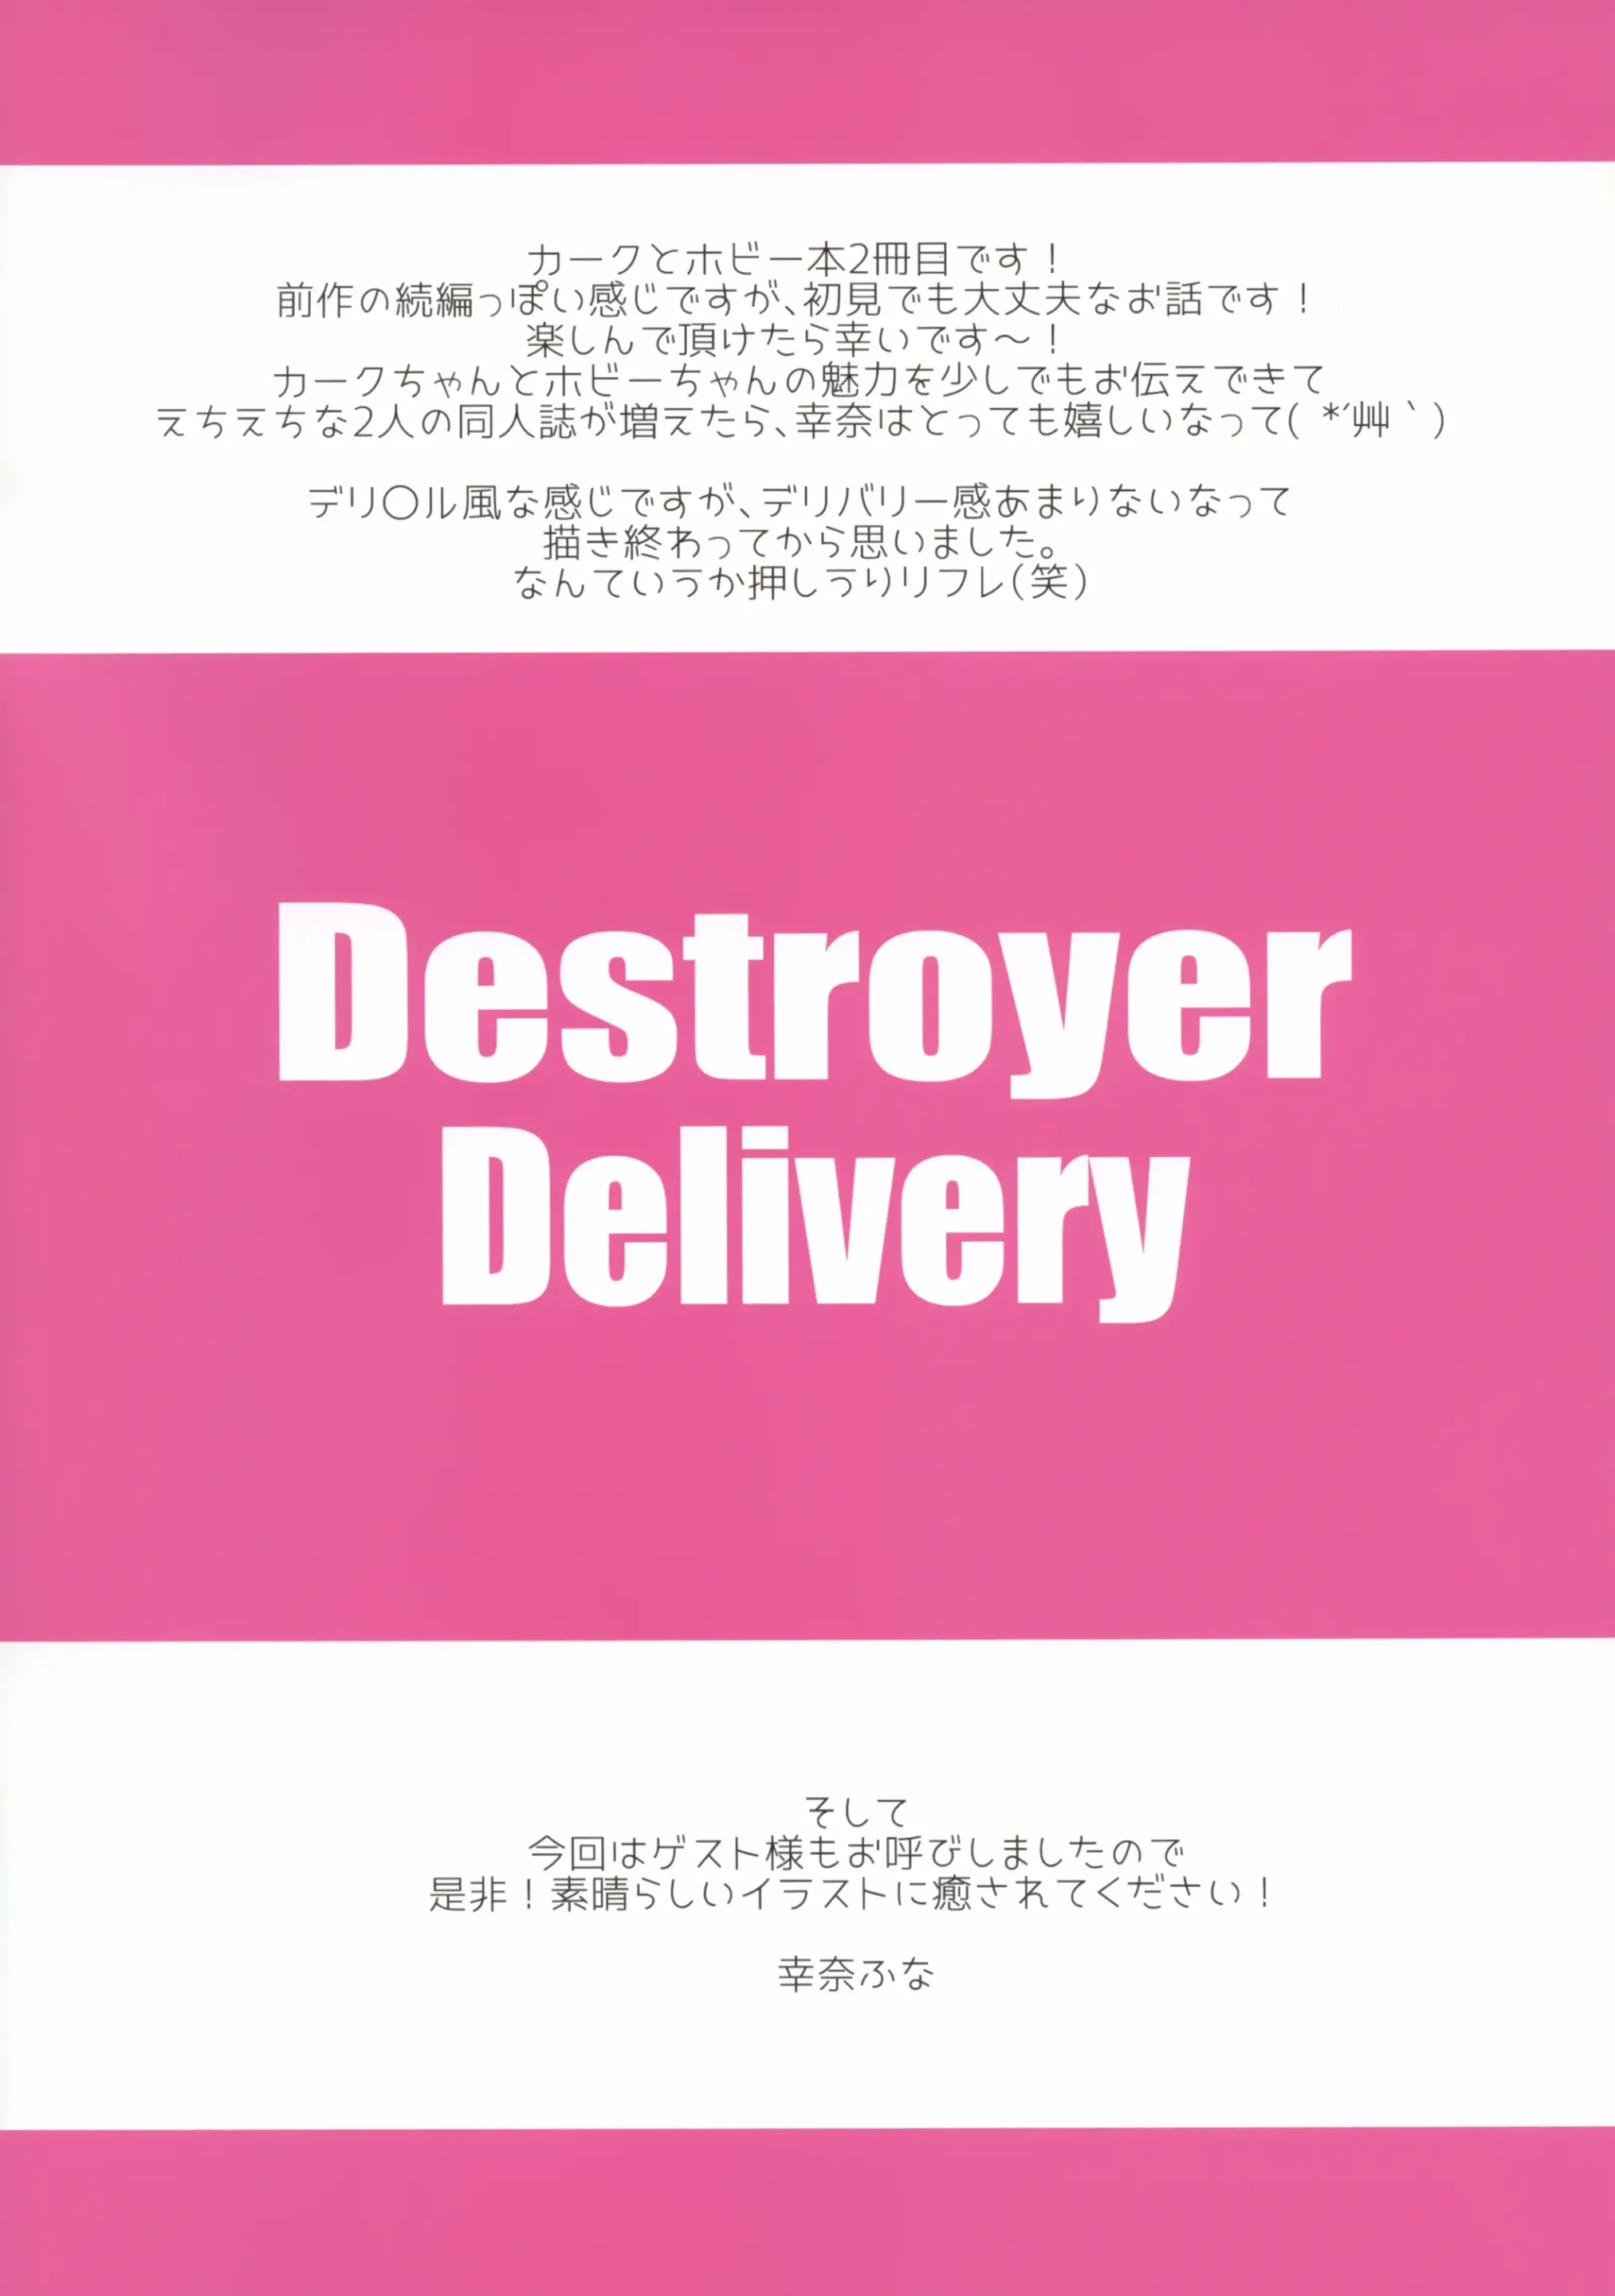 カークとホビー本2冊目です！
前作の続編っぽい感じですが、初見でも大丈夫なお話です！
楽しんで頂けたら幸いです～！
カークちゃんとホビーちゃんの魅力を少しでもお伝えできて
えちえちな2人の同人誌が増えたら、幸奈はとっても嬉しいなって( *´艸｀)
デリ〇ル風な感じですが、デリバリー感あまりないなって
描き終わってから思いました。
なんていうか押しうりリフレ(笑)
Destroyer
Delivery
そして
今回はゲスト様もお呼びしましたので
是非！素晴らしいイラストに癒されてください！
幸奈ふな